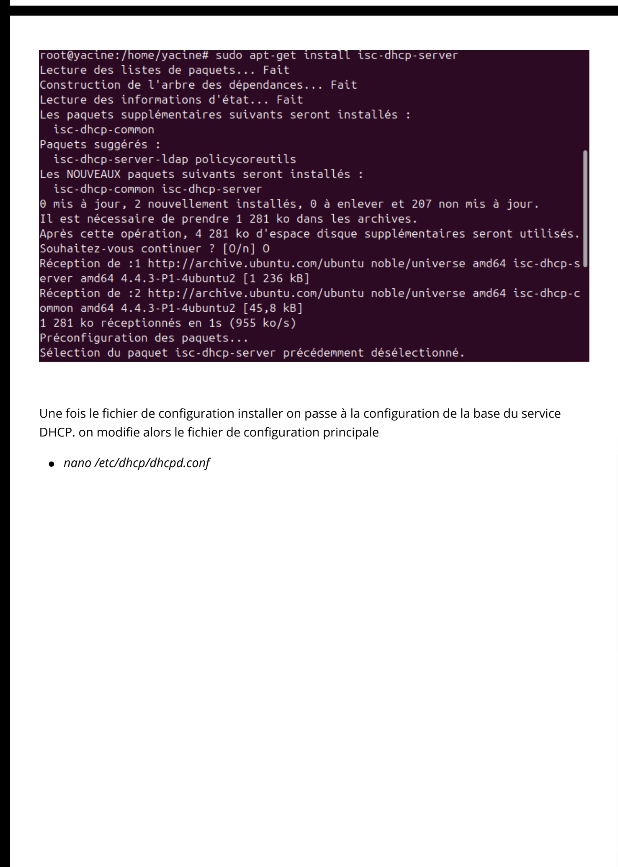 root@yacine:/home/yacine# sudo apt-get install isc-dhcp-server
Lecture des listes de paquets... Fait
Construction de l'arbre des dépendances... Fait
Lecture des informations d'état... Fait
Les paquets supplémentaires suivants seront installés :
  isc-dhcp-common
Paquets suggérés :
  isc-dhcp-server-ldap policycoreutils
Les NOUVEAUX paquets suivants seront installés :
  isc-dhcp-common isc-dhcp-server
0 mis à jour, 2 nouvellement installés, 0 à enlever et 207 non mis à jour.
Il est nécessaire de prendre 1 281 ko dans les archives.
Après cette opération, 4 281 ko d'espace disque supplémentaires seront utilisés.
Souhaitez-vous continuer ? [O/n] O
Réception de :1 http://archive.ubuntu.com/ubuntu noble/universe amd64 isc-dhcp-s
erver amd64 4.4.3-P1-4ubuntu2 [1 236 kB]
Réception de :2 http://archive.ubuntu.com/ubuntu noble/universe amd64 isc-dhcp-c
ommon amd64 4.4.3-P1-4ubuntu2 [45,8 kB]
1 281 ko réceptionnés en 1s (955 ko/s)
Préconfiguration des paquets...
Sélection du paquet isc-dhcp-server précédemment désélectionné.
Une fois le fichier de configuration installer on passe à la configuration de la base du service
DHCP. on modifie alors le fichier de configuration principale
● nano /etc/dhcp/dhcpd.conf